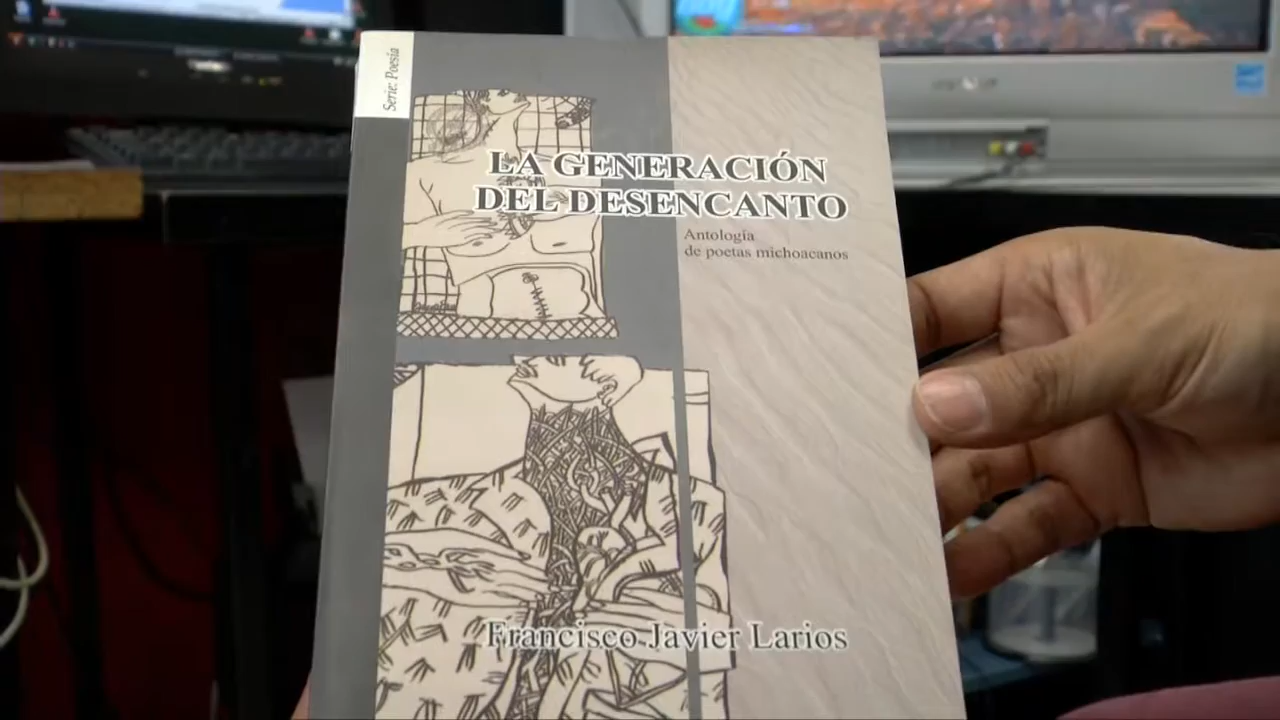 Serie: Poesía
LA GENERACIÓN
DEL DESENCANTO
Antología
de poetas michoacanos
Francisco Javier Larios